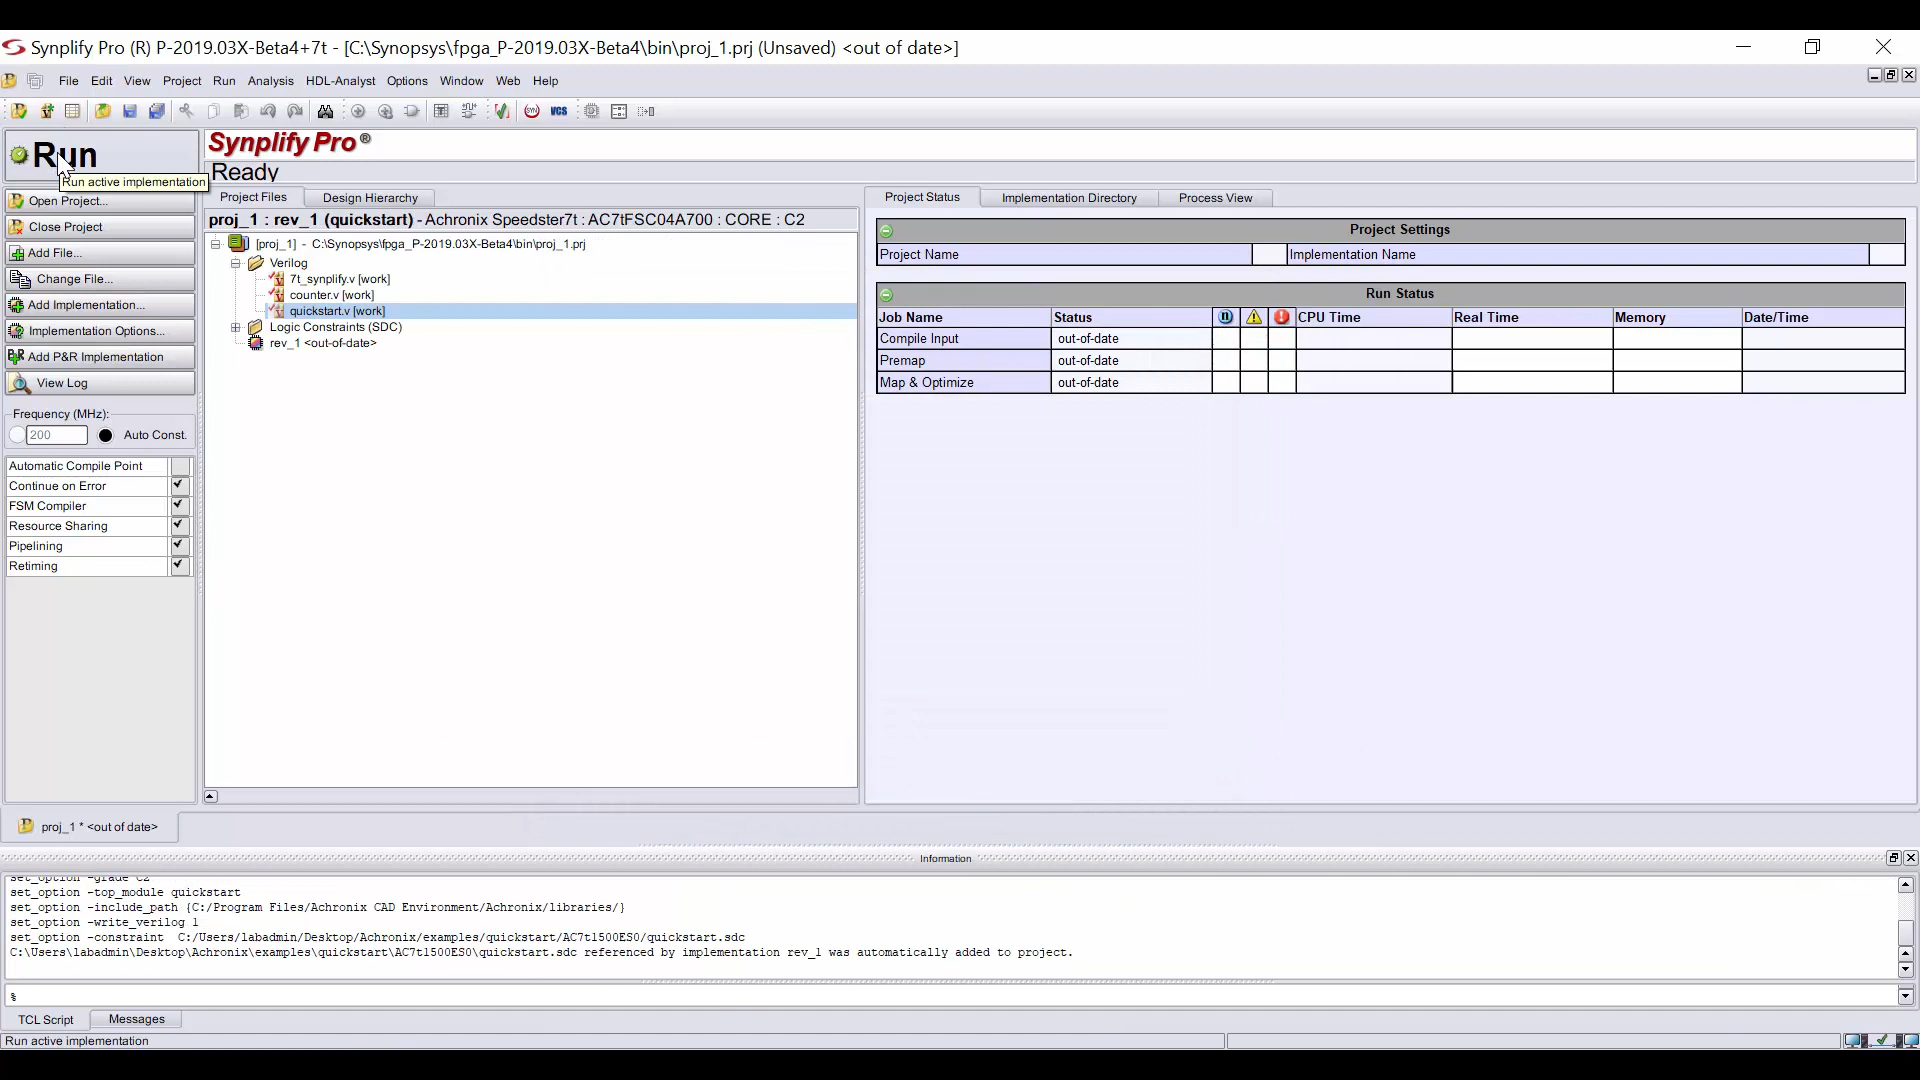 Synplify Pro (R) P-2019.03X-Beta4+7t - [C:\Synopsys\fpga_P-2019.03X-Beta4\bin\proj_1.prj (Unsaved) <out of date>]
File Edit View Project Run Analysis HDL-Analyst Options Window Web Help
VCS
Run
Run active implementation
Open Project...
Close Project
Add File...
Change File...
Add Implementation...
Implementation Options...
Add P&R Implementation
View Log
Frequency (MHz):
200 Auto Const.
Automatic Compile Point
Continue on Error
FSM Compiler
Resource Sharing
Pipelining
Retiming
Synplify Pro®
Ready
Project Files Design Hierarchy
proj_1 : rev_1 (quickstart) - Achronix Speedster7t : AC7tFSC04A700 : CORE : C2
[proj_1] - C:\Synopsys\fpga_P-2019.03X-Beta4\bin\proj_1.prj
Verilog
7t_synplify.v [work]
counter.v [work]
quickstart.v [work]
Logic Constraints (SDC)
rev_1 <out-of-date>
Project Status Implementation Directory Process View
Project Settings
Project Name Implementation Name
Run Status
Job Name Status CPU Time Real Time Memory Date/Time
Compile Input out-of-date
Premap out-of-date
Map & Optimize out-of-date
proj_1 * <out of date>
Information
set_option -grade C2
set_option -top_module quickstart
set_option -include_path {C:/Program Files/Achronix CAD Environment/Achronix/libraries/}
set_option -write_verilog 1
set_option -constraint C:/Users/labadmin/Desktop/Achronix/examples/quickstart/AC7t1500ES0/quickstart.sdc
C:\Users\labadmin\Desktop\Achronix\examples\quickstart\AC7t1500ES0\quickstart.sdc referenced by implementation rev_1 was automatically added to project.
%
TCL Script Messages
Run active implementation